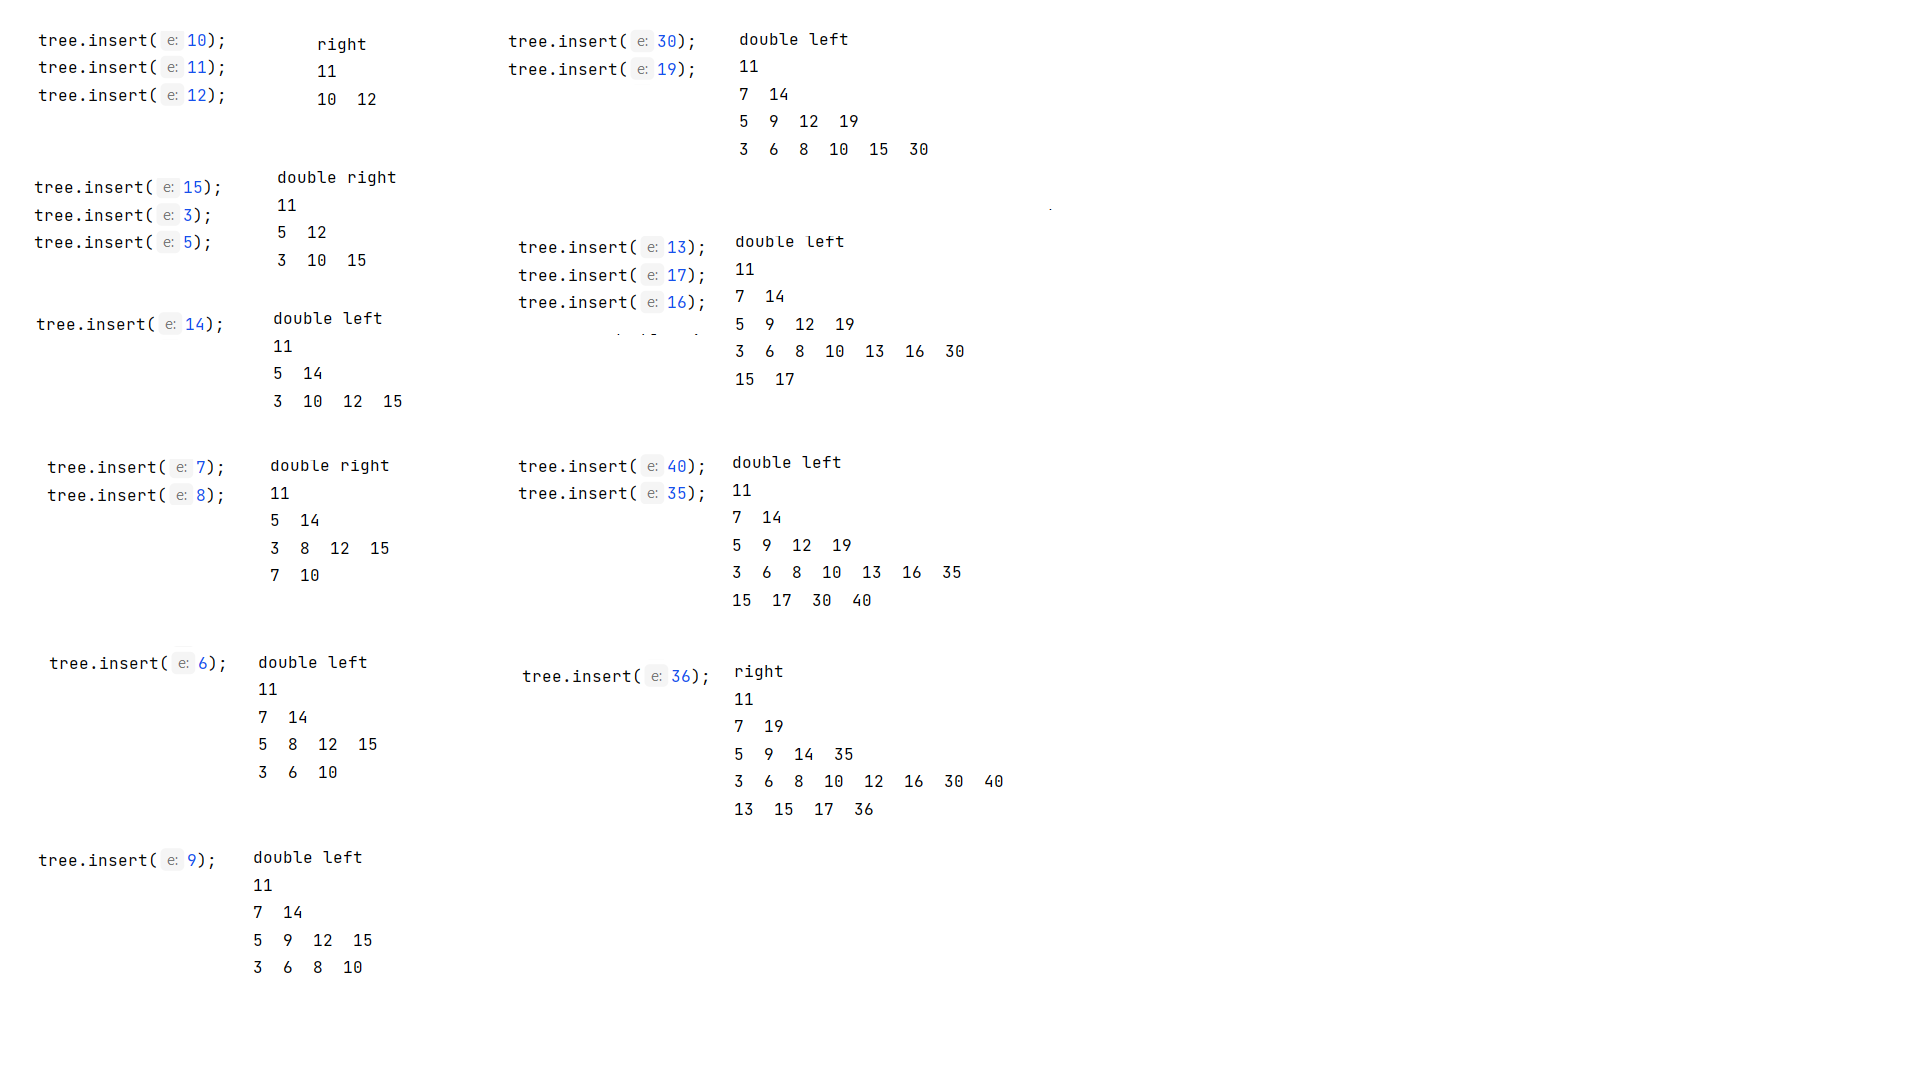 tree.insert( e: 10);
tree.insert( e: 11);
tree.insert( e: 12);
right
11
10 12
tree.insert( e: 15);
tree.insert( e: 3);
tree.insert( e: 5);
double right
11
5 12
3 10 15
tree.insert( e: 14);
double left
11
5 14
3 10 12 15
tree.insert( e: 7);
tree.insert( e: 8);
double right
11
5 14
3 8 12 15
7 10
tree.insert( e: 6);
double left
11
7 14
5 8 12 15
3 6 10
tree.insert( e: 9);
double left
11
7 14
5 9 12 15
3 6 8 10
tree.insert( e: 30);
tree.insert( e: 19);
double left
11
7 14
5 9 12 19
3 6 8 10 15 30
tree.insert( e: 13);
tree.insert( e: 17);
tree.insert( e: 16);
double left
11
7 14
5 9 12 19
3 6 8 10 13 16 30
15 17
tree.insert( e: 40);
tree.insert( e: 35);
double left
11
7 14
5 9 12 19
3 6 8 10 13 16 35
15 17 30 40
tree.insert( e: 36);
right
11
7 19
5 9 14 35
3 6 8 10 12 16 30 40
13 15 17 36